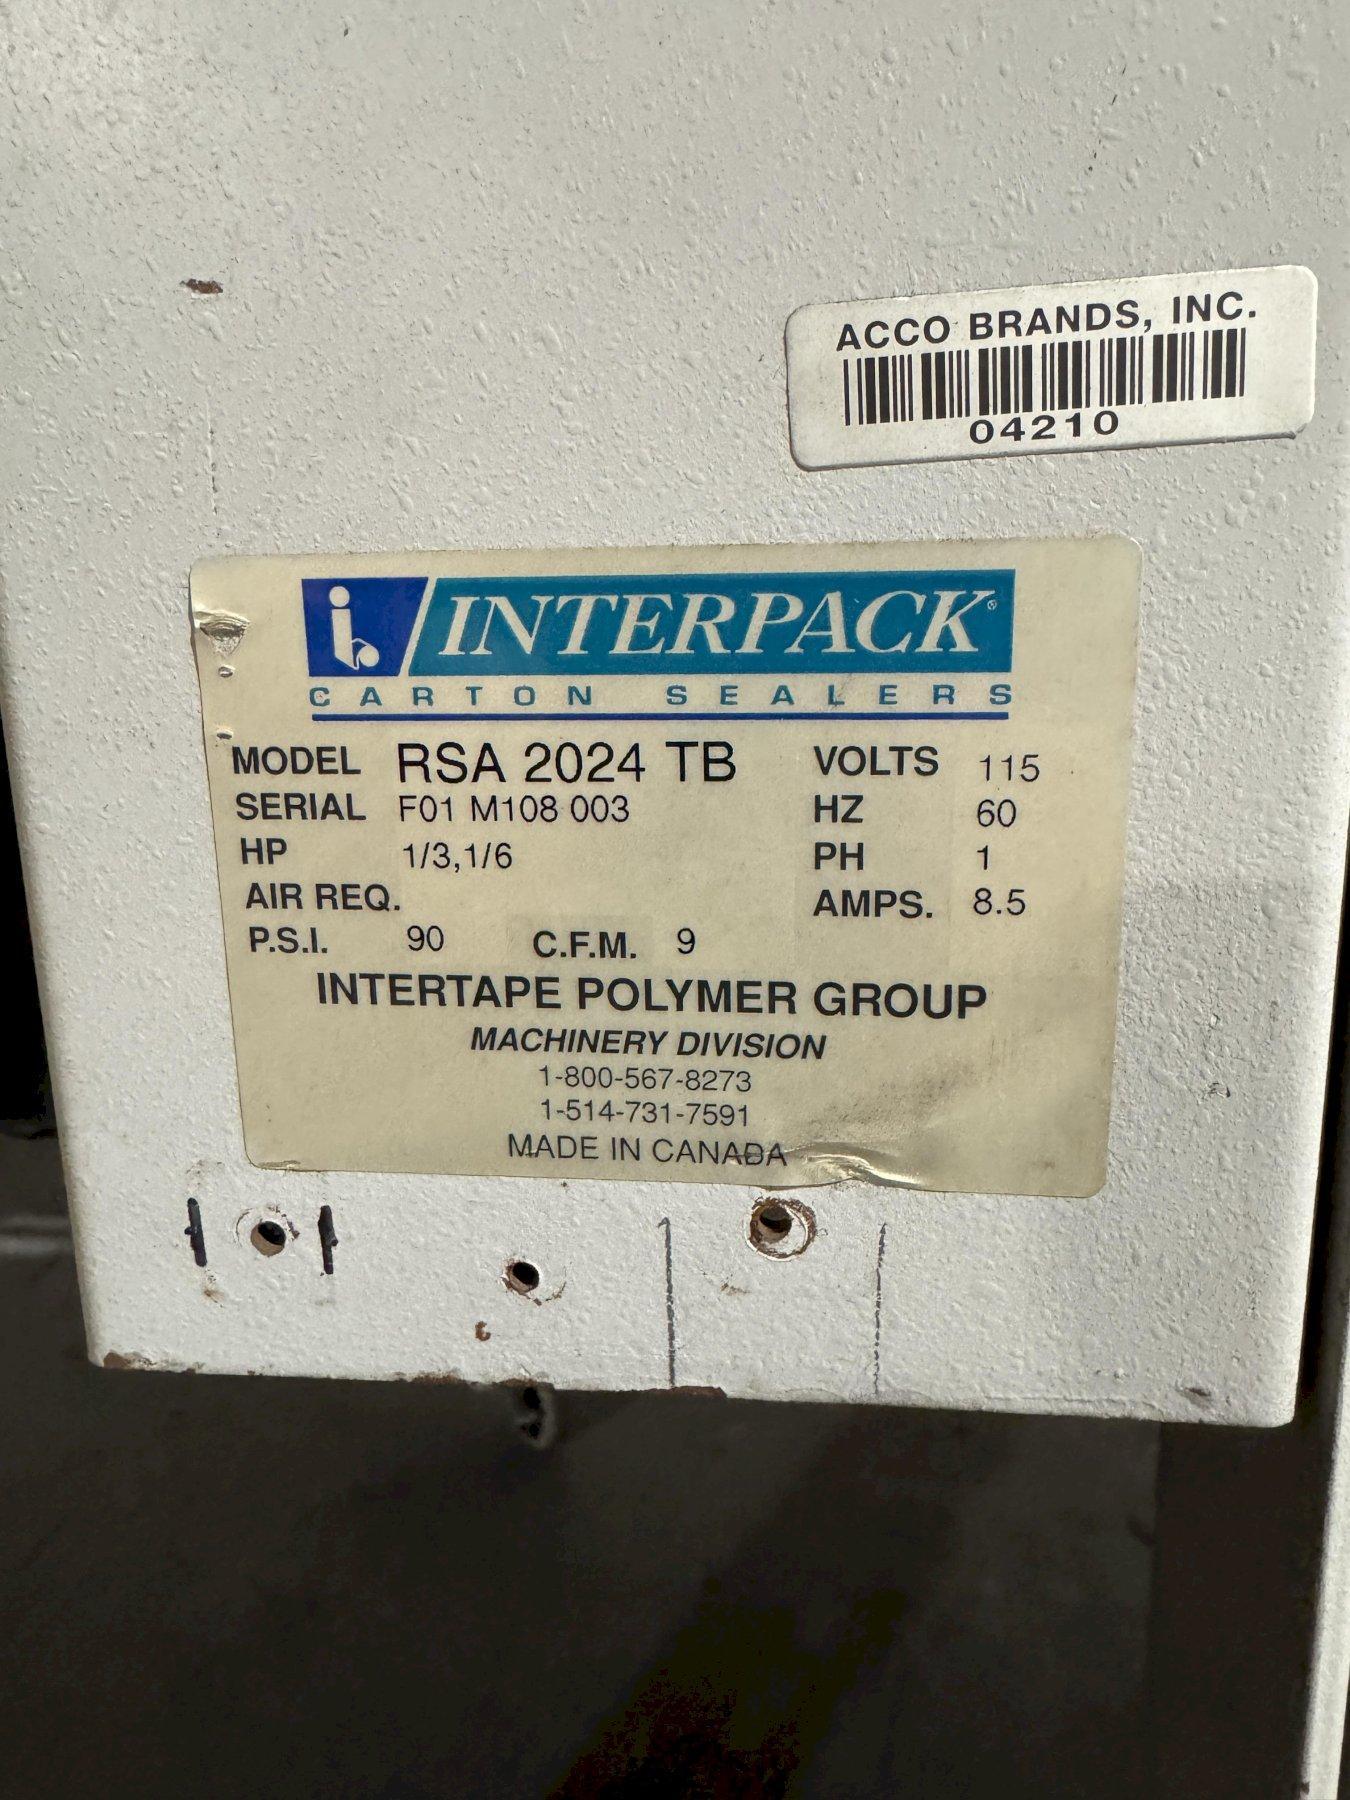 ACCO BRANDS, INC.
04210
INTERPACK®
CARTON SEALERS
MODEL RSA 2024 TB VOLTS 115
SERIAL F01 M108 003 HZ 60
HP 1/3,1/6 PH 1
AIR REQ. AMPS. 8.5
P.S.I. 90 C.F.M. 9
INTERTAPE POLYMER GROUP
MACHINERY DIVISION
1-800-567-8273
1-514-731-7591
MADE IN CANADA